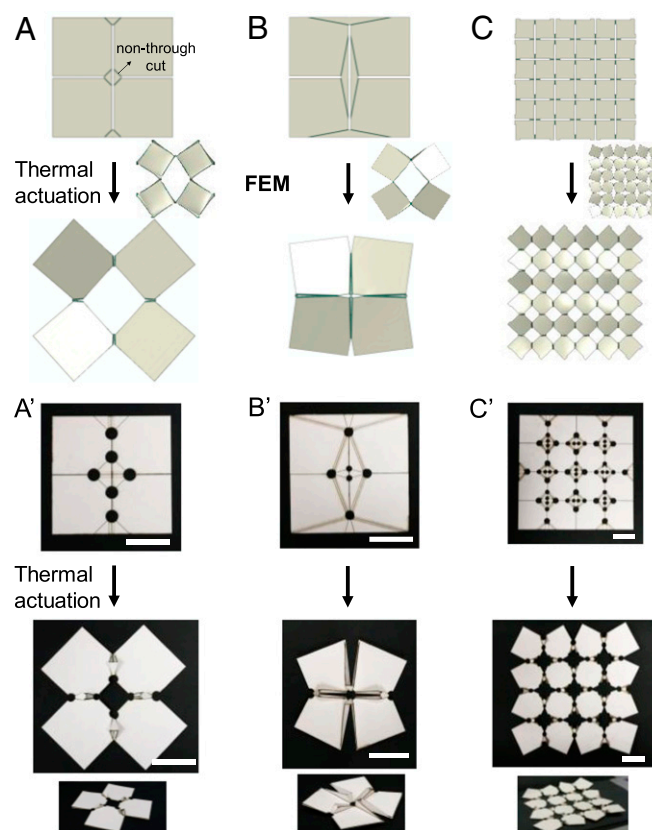 A
B
C
non-through
cut
Thermal
actuation
FEM
A'
B'
C'
Thermal
actuation